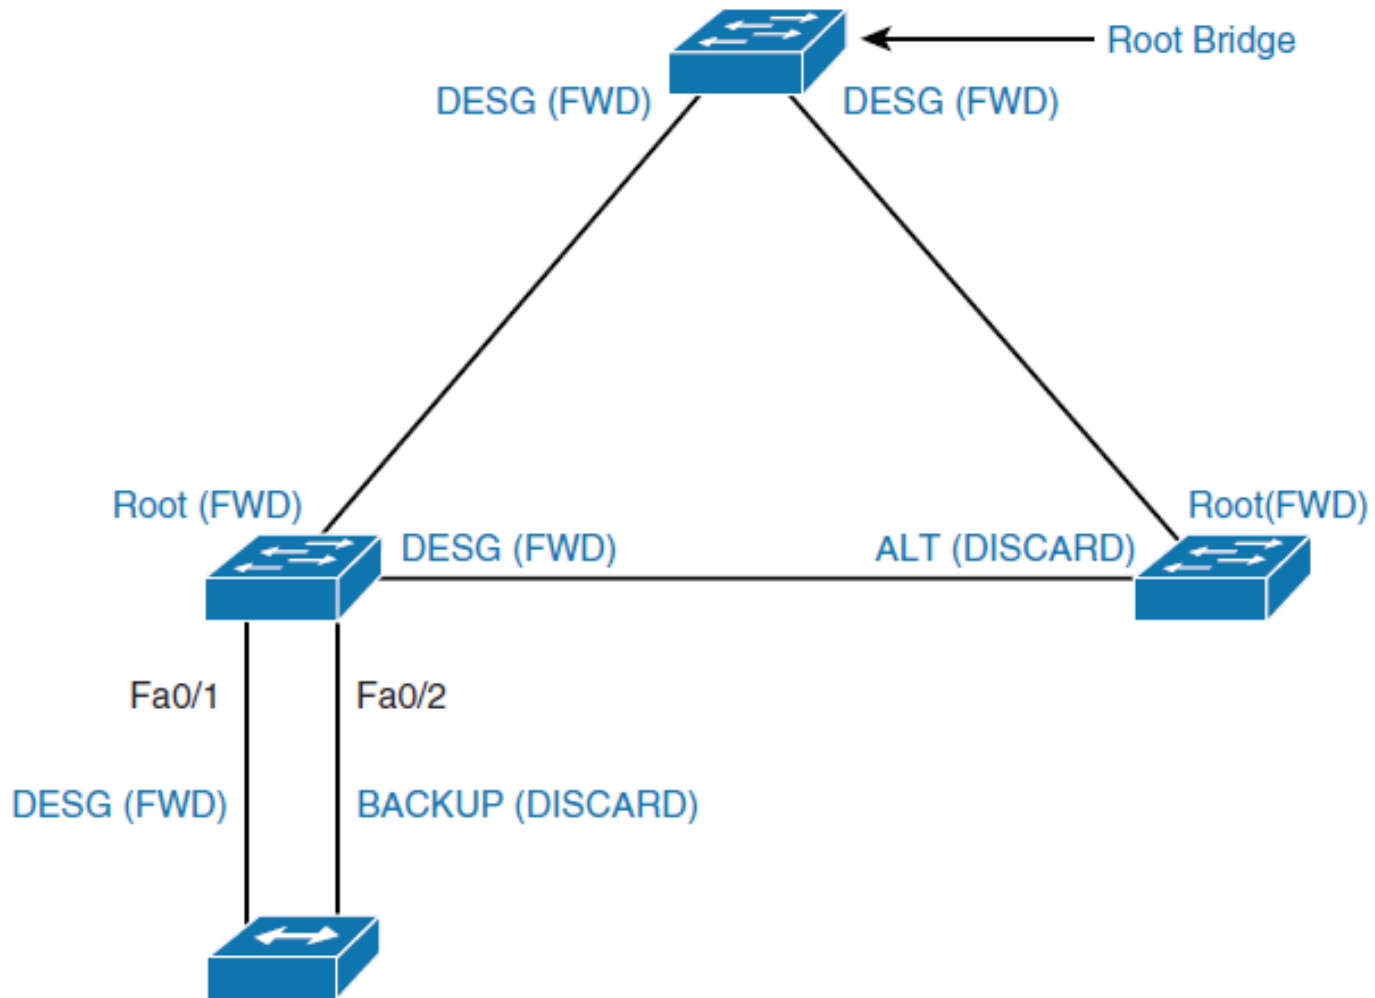 Root Bridge
DESG (FWD)
DESG (FWD)
Root (FWD)
Root(FWD)
DESG (FWD)
ALT (DISCARD)
Fa0/1
Fa0/2
DESG (FWD)
BACKUP (DISCARD)